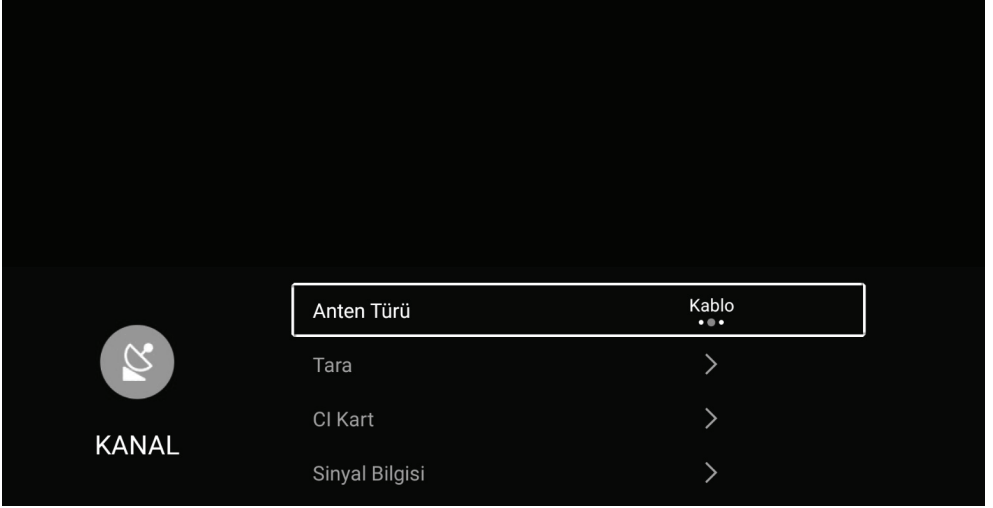 Anten Türü
Kablo
Tara
CI Kart
KANAL
Sinyal Bilgisi